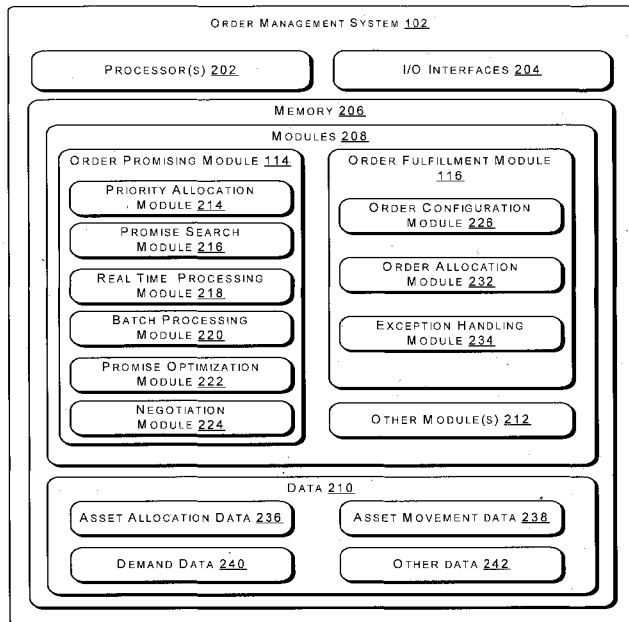 ORDER MANAGEMENT SYSTEM 102
PROCESSOR(S) 202
I/O INTERFACES 204
MEMORY 206
MODULES 208
ORDER PROMISING MODULE 114
PRIORITY ALLOCATION
MODULE 214
PROMISE SEARCH
MODULE 216
REAL TIME PROCESSING
MODULE 218
BATCH PROCESSING
MODULE 220
PROMISE OPTIMIZATION
MODULE 222
NEGOTIATION
MODULE 224
ORDER FULFILLMENT MODULE
116
ORDER CONFIGURATION
MODULE 226
ORDER ALLOCATION
MODULE 232
EXCEPTION HANDLING
MODULE 234
OTHER MODULE(S) 212
DATA 210
ASSET ALLOCATION DATA 236
ASSET MOVEMENT DATA 238
DEMAND DATA 240
OTHER DATA 242